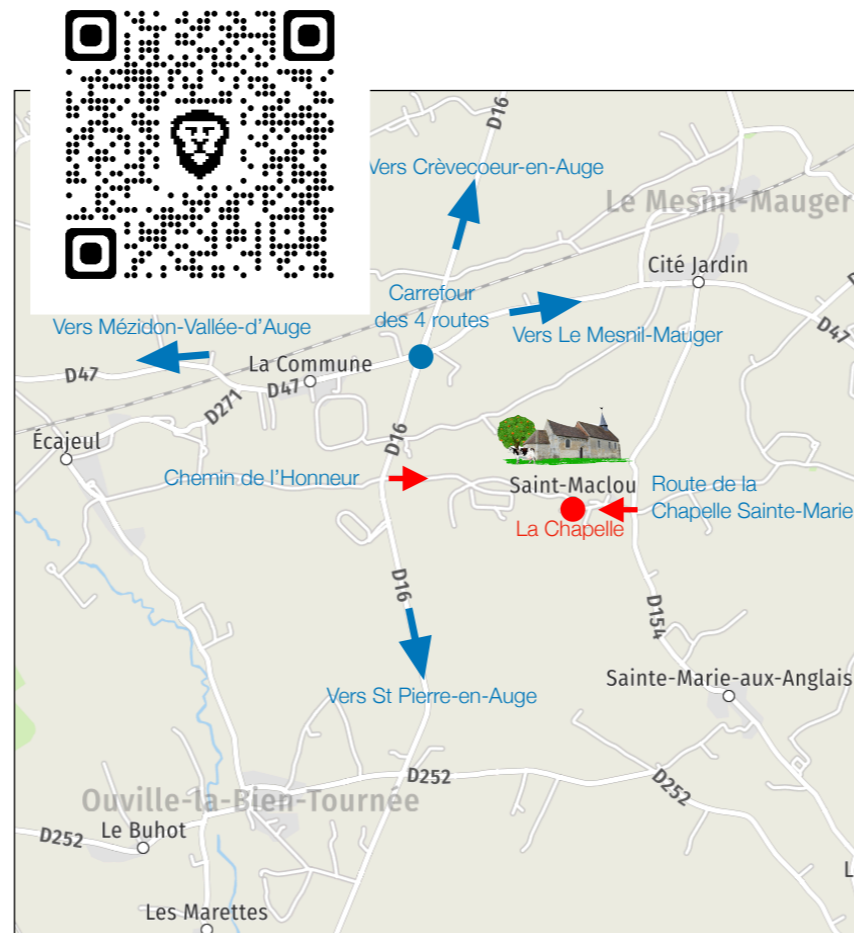 D16
Vers Crèvecoeur-en-Auge
Le Mesnil-Mauger
Cité Jardin
Carrefour
des 4 routes
Vers Mézidon-Vallée-d'Auge
Vers Le Mesnil-Mauger
D47
La Commune
D47
D47
D271
D16
Écajeul
Chemin de l'Honneur
Saint-Maclou
Route de la
Chapelle Sainte-Marie
La Chapelle
D16
D154
Vers St Pierre-en-Auge
Sainte-Marie-aux-Anglais
D252
D252
Ouville-la-Bien-Tournée
Le Buhot
D252
Les Marettes